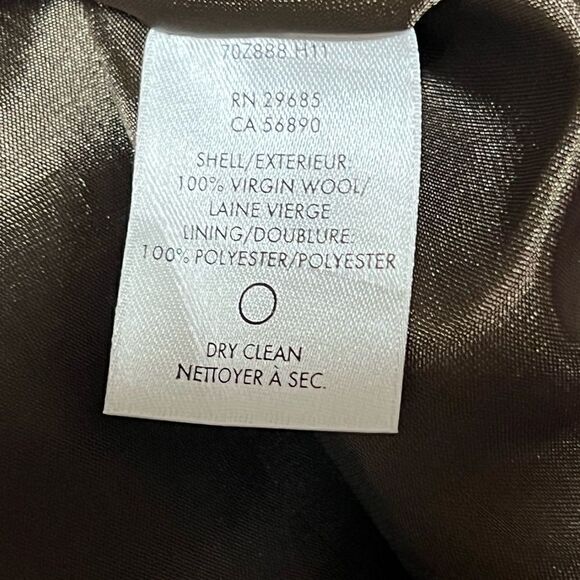 70Z888 H11
RN 29685
CA 56890
SHELL/EXTERIEUR:
100% VIRGIN WOOL/
LAINE VIERGE
LINING/DOUBLURE:
100% POLYESTER/POLYESTER
DRY CLEAN
NETTOYER À SEC.